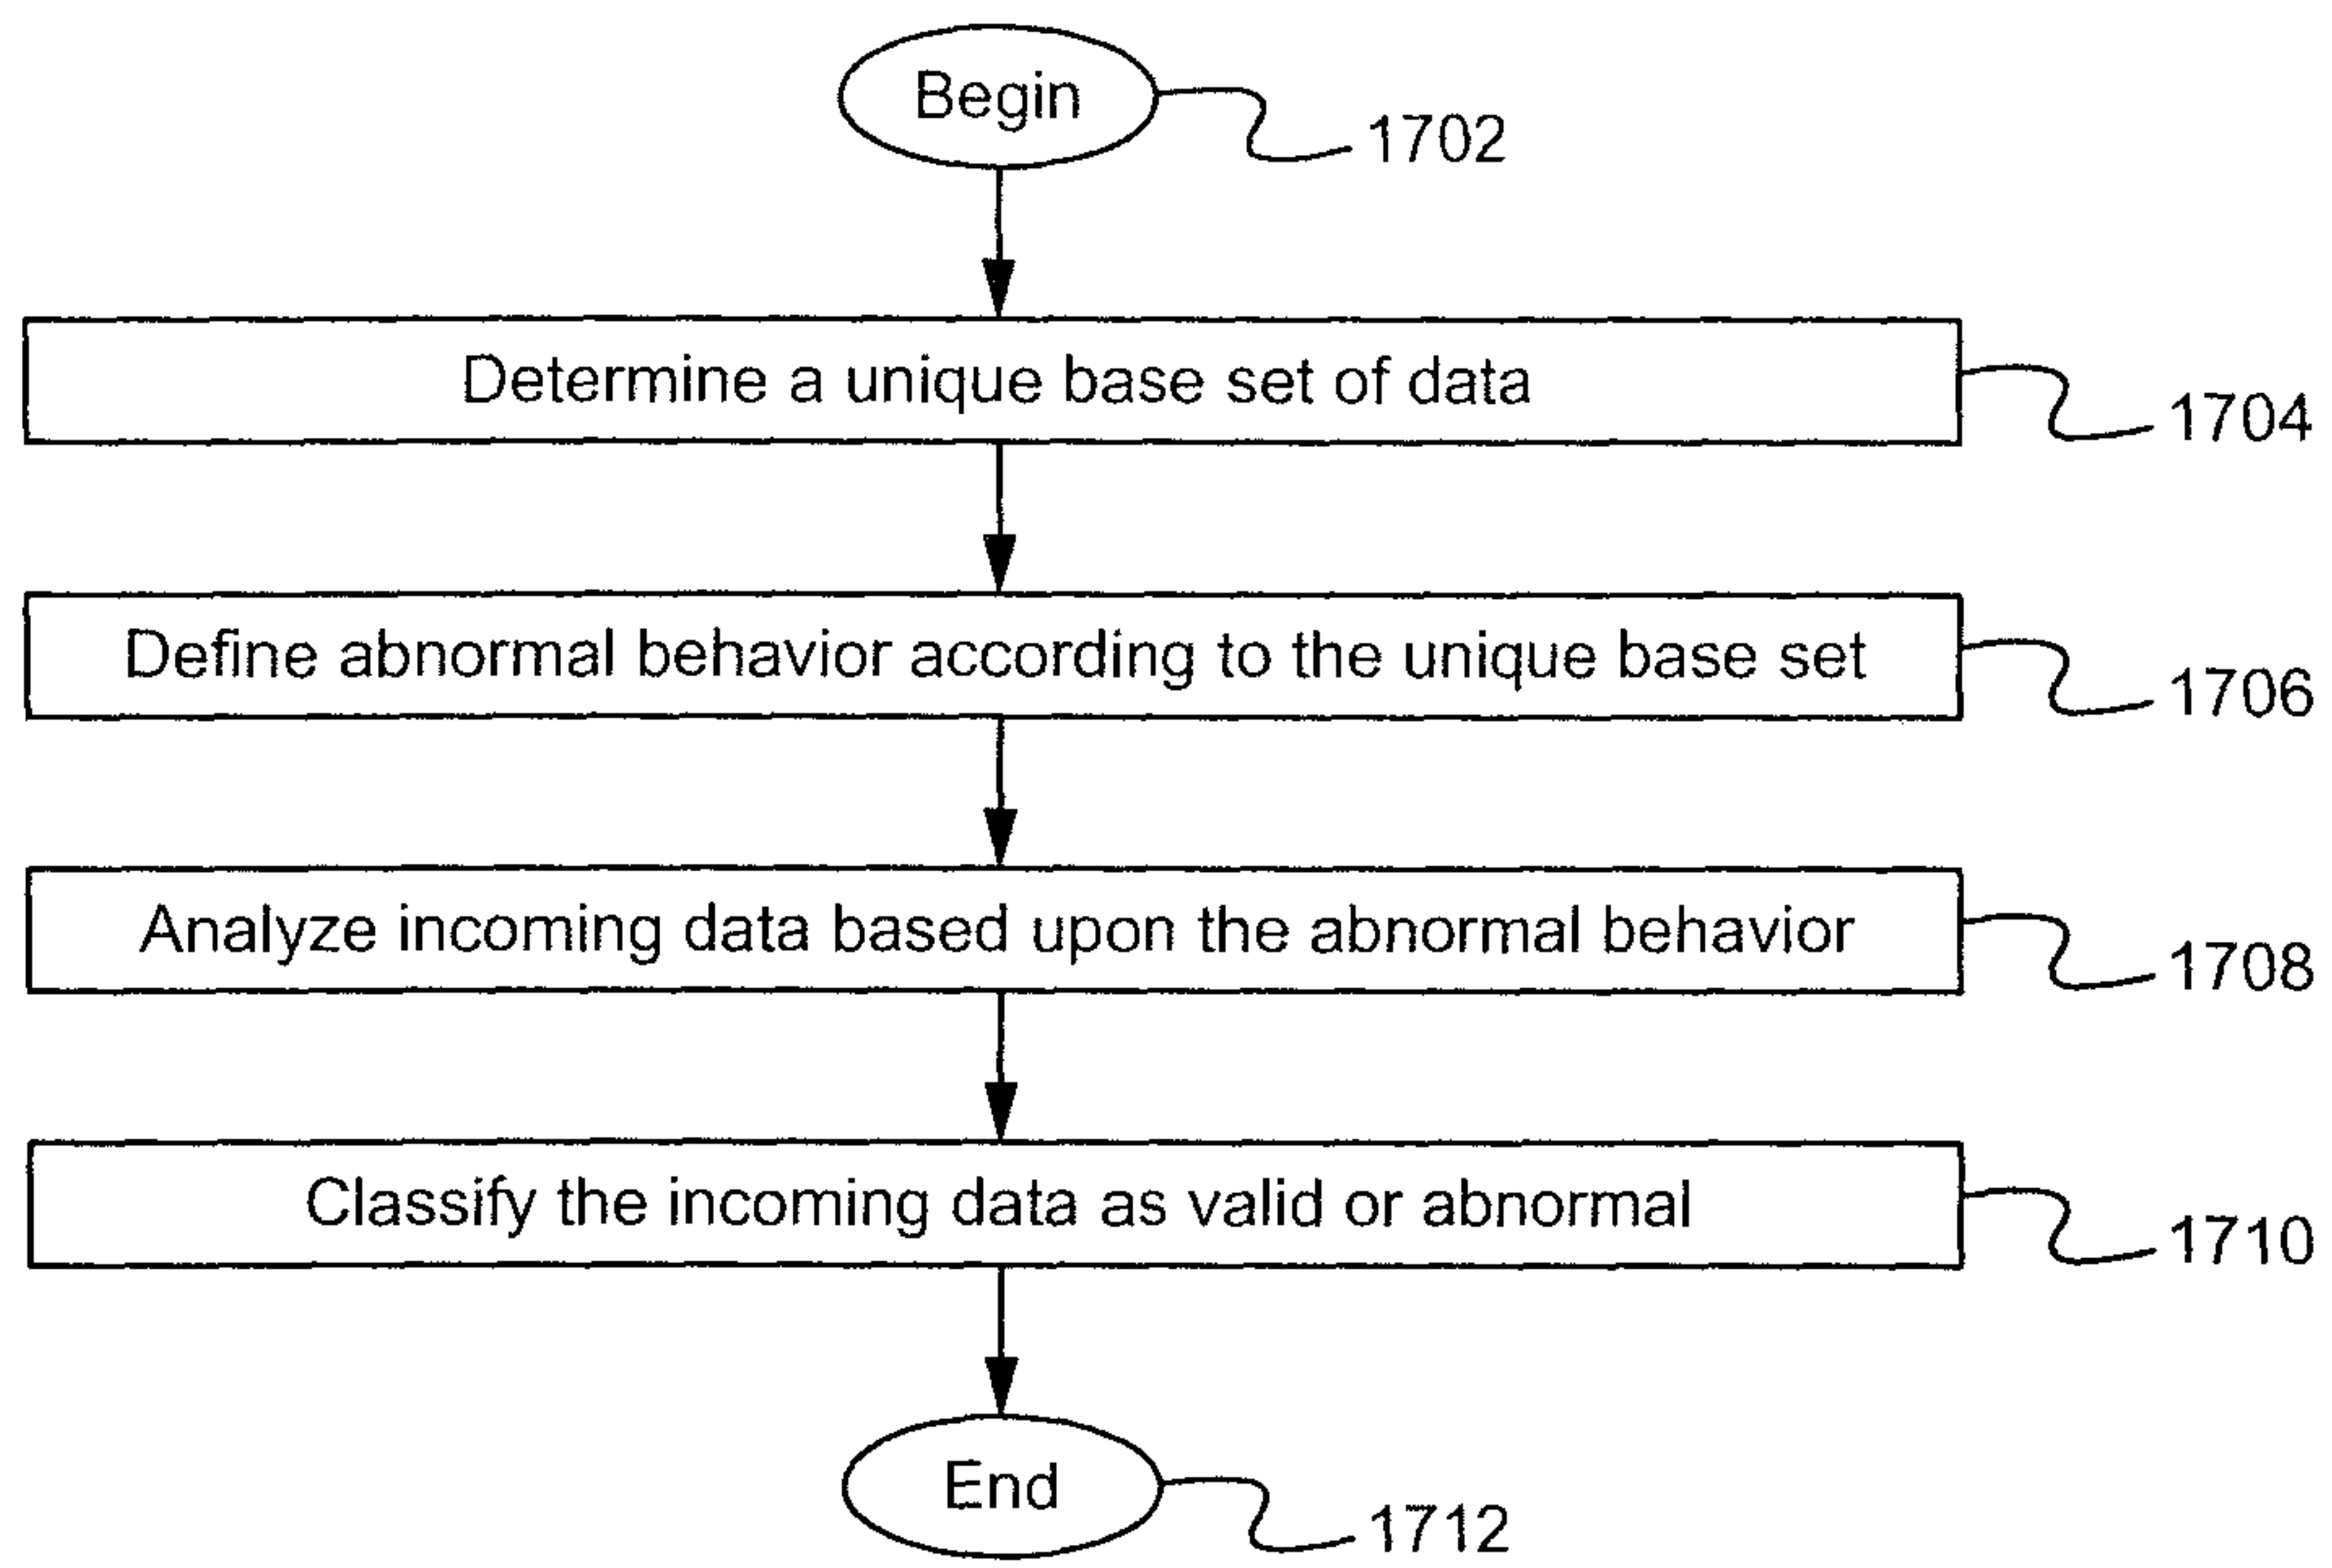 Begin
1702
Determine a unique base set of data
1704
Define abnormal behavior according to the unique base set
1706
Analyze incoming data based upon the abnormal behavior
1708
Classify the incoming data as valid or abnormal
1710
End
1712